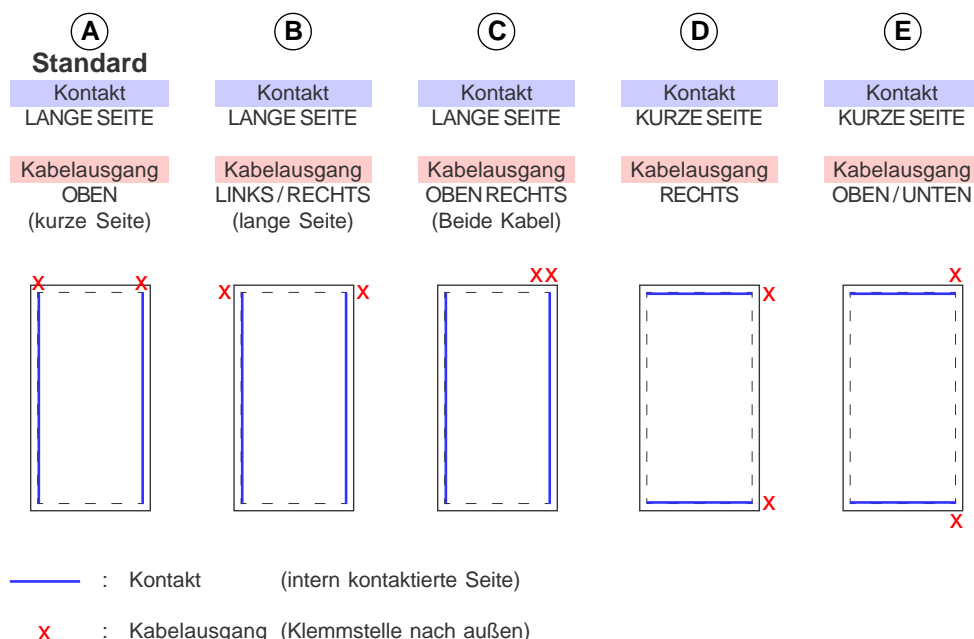 A B C D E
Standard
Kontakt Kontakt Kontakt Kontakt Kontakt
LANGE SEITE LANGE SEITE LANGE SEITE KURZE SEITE KURZE SEITE
Kabelausgang Kabelausgang Kabelausgang Kabelausgang Kabelausgang
OBEN LINKS / RECHTS OBEN RECHTS RECHTS OBEN / UNTEN
(kurze Seite) (lange Seite) (Beide Kabel)
x x x x xx x x
x x
: Kontakt (intern kontaktierte Seite)
x : Kabelausgang (Klemmstelle nach außen)